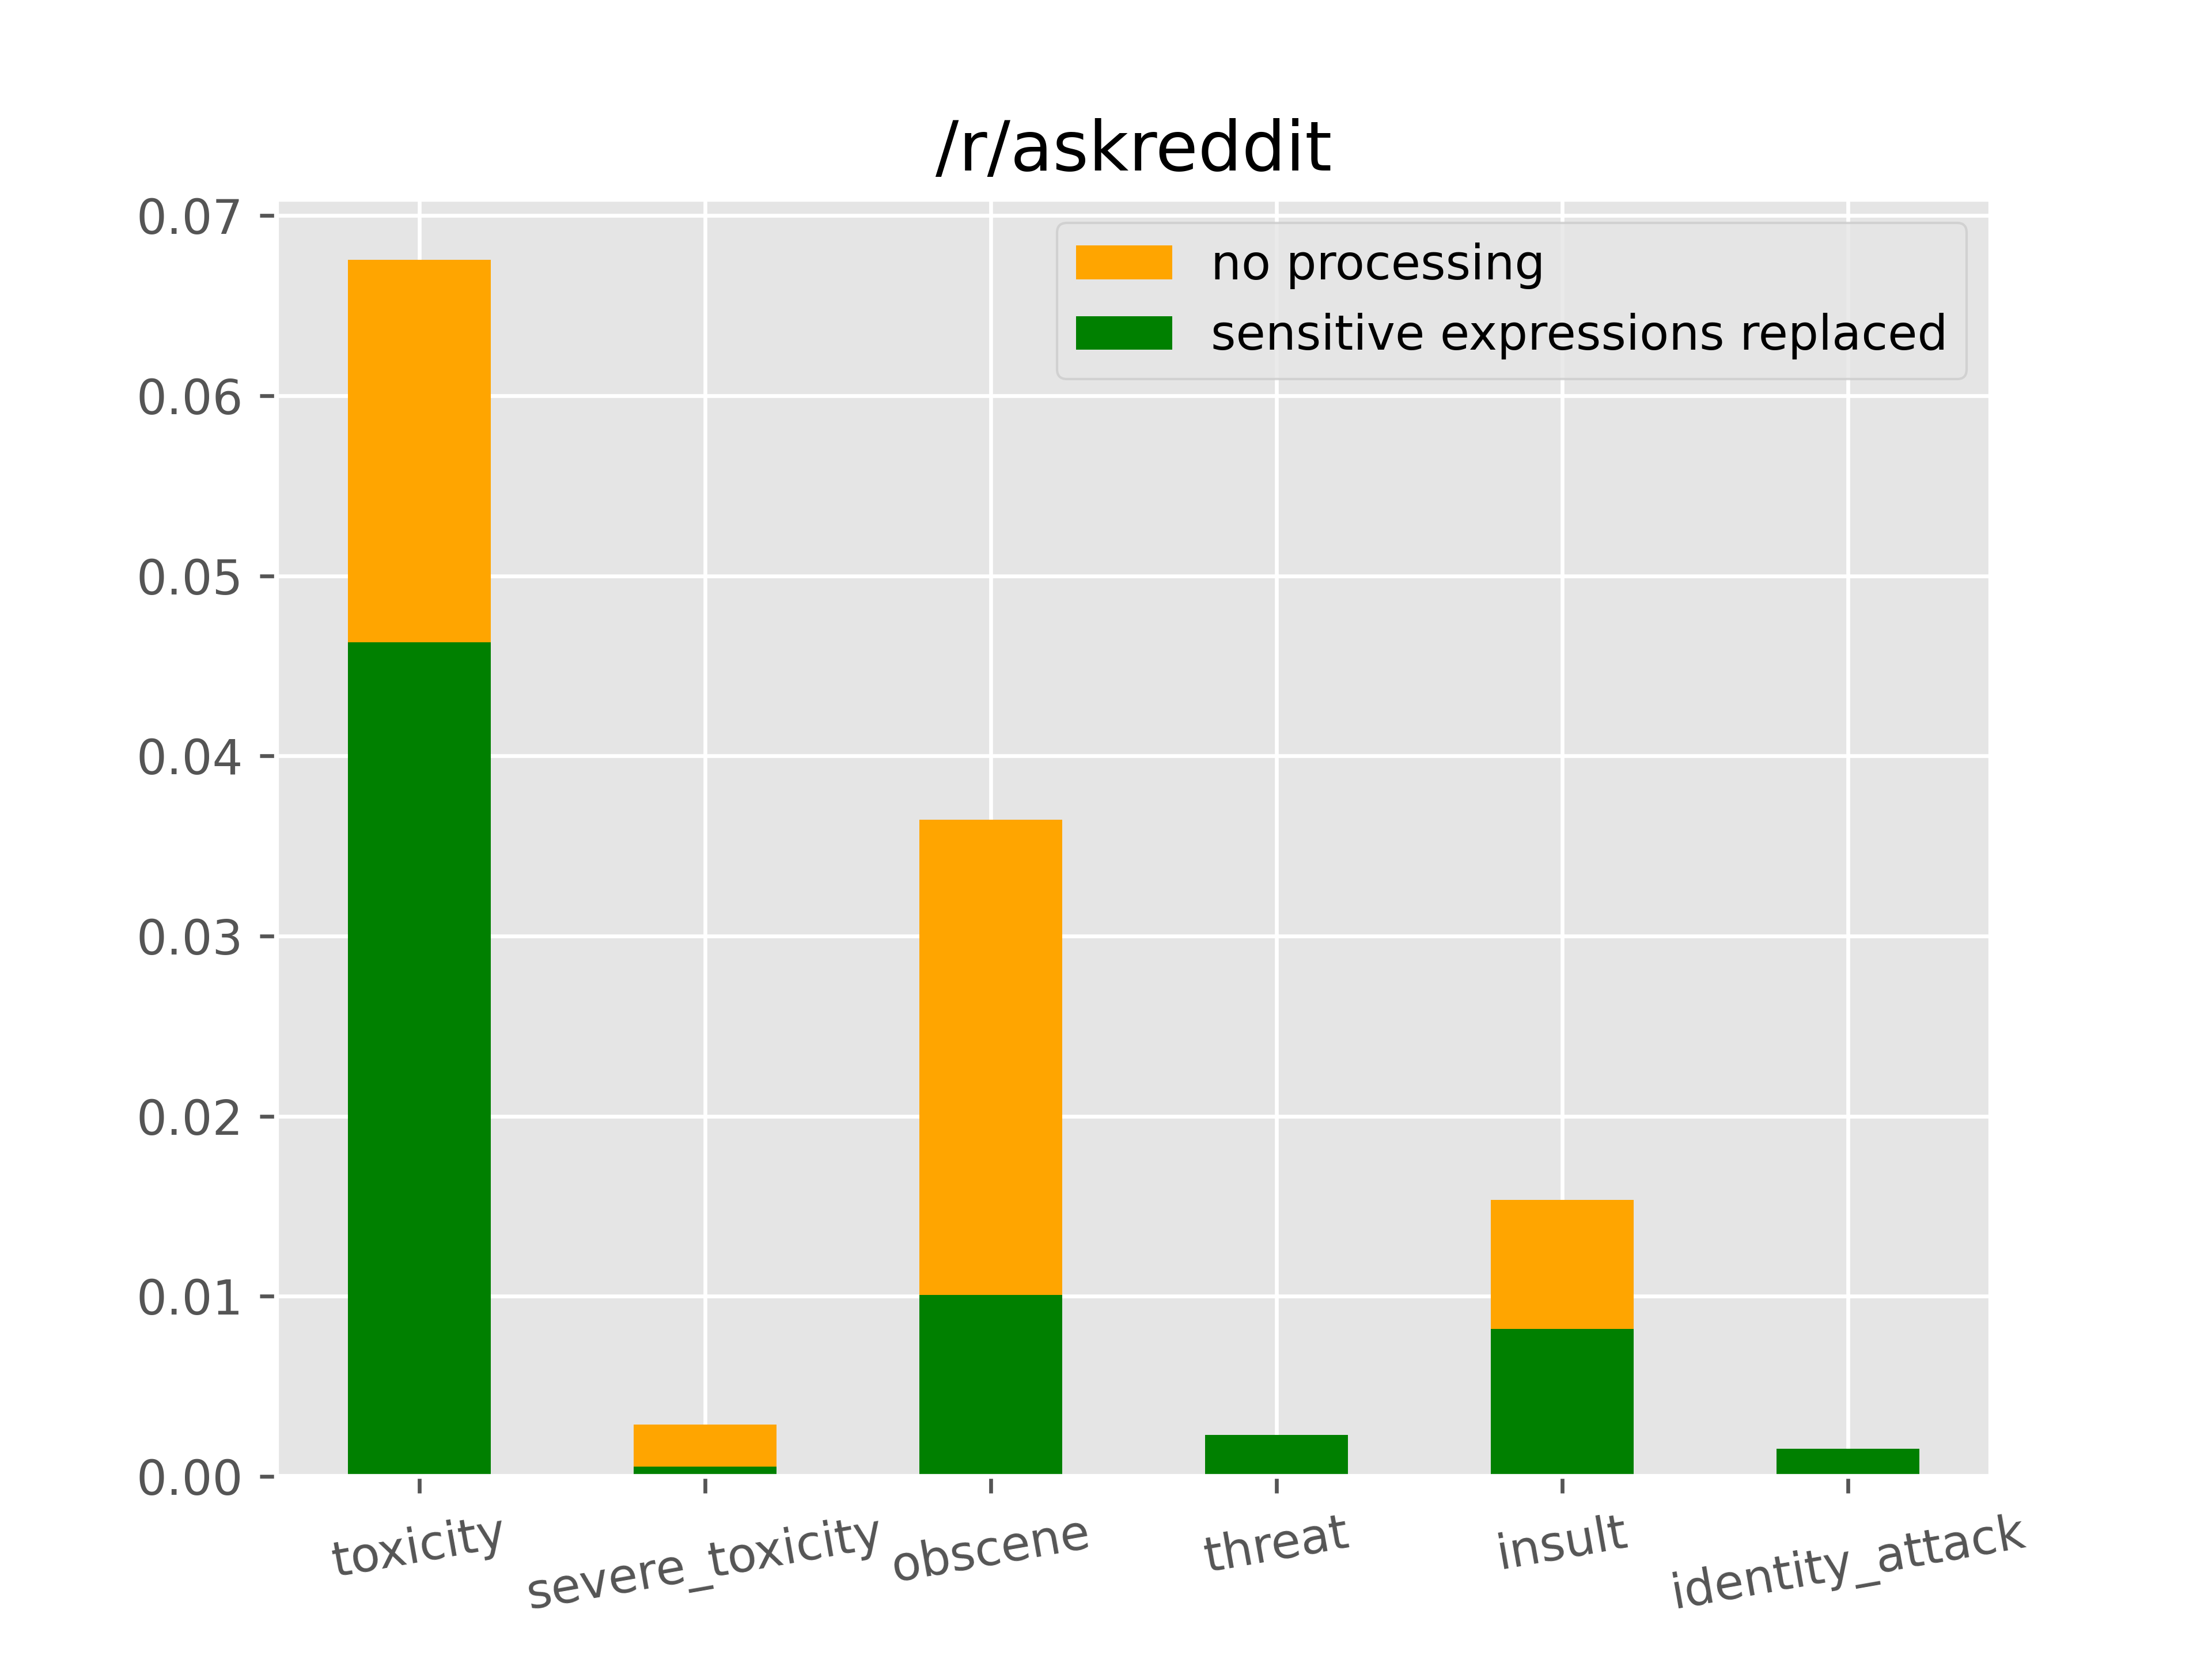 /r/askreddit
no processing
sensitive expressions replaced
0.07
0.06
0.05
0.04
0.03
0.02
0.01
0.00
toxicity
severe_toxicity
obscene
threat
insult
identity_attack